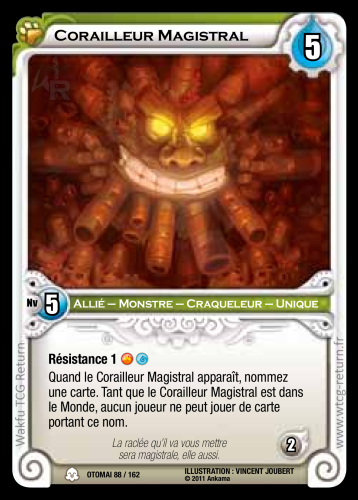 CORAILLEUR MAGISTRAL
5
WR
Nv 5
ALLIÉ – MONSTRE – CRAQUELEUR – UNIQUE
Résistance 1
Quand le Corailleur Magistral apparaît, nommez
une carte. Tant que le Corailleur Magistral est dans
le Monde, aucun joueur ne peut jouer de carte
portant ce nom.
La raclée qu'il va vous mettre
sera magistrale, elle aussi.
2
OTOMAI 88 / 162
ILLUSTRATION : VINCENT JOUBERT
© 2011 Ankama
Wakfu TCG Return
www.wtcg-return.fr